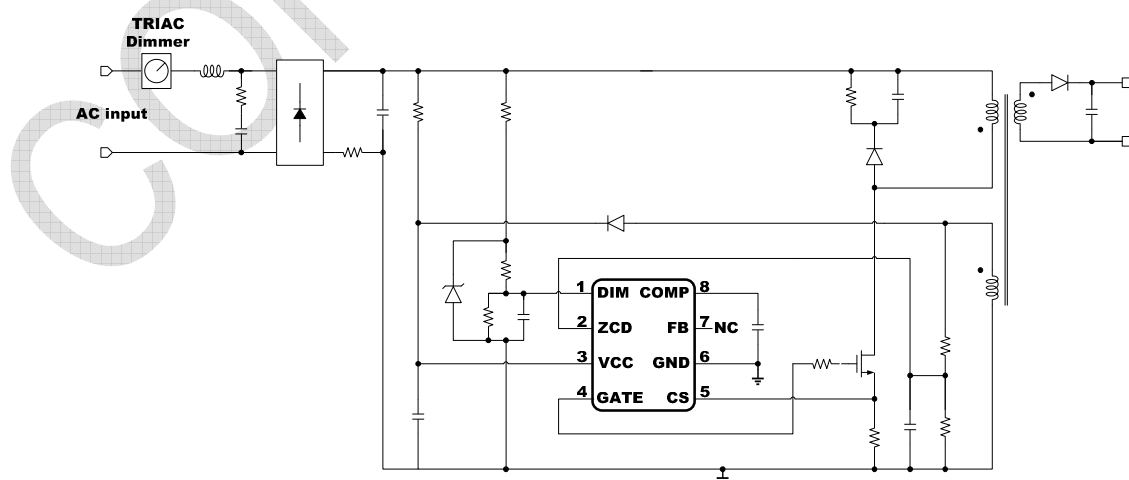 TRIAC
Dimmer
AC input
1 DIM COMP 8
2 ZCD FB 7 NC
3 VCC GND 6
4 GATE CS 5